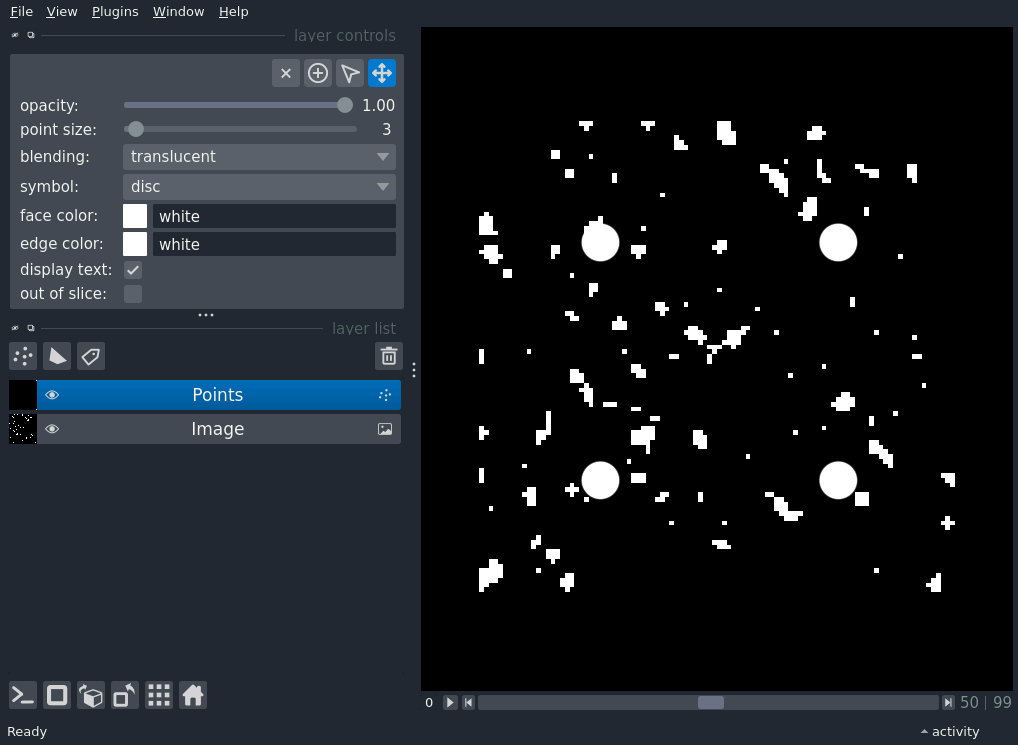 File View Plugins Window Help
layer controls
opacity: 1.00
point size: 3
blending: translucent
symbol: disc
face color: white
edge color: white
display text:
out of slice:
layer list
Points
Image
0 50 | 99
Ready activity